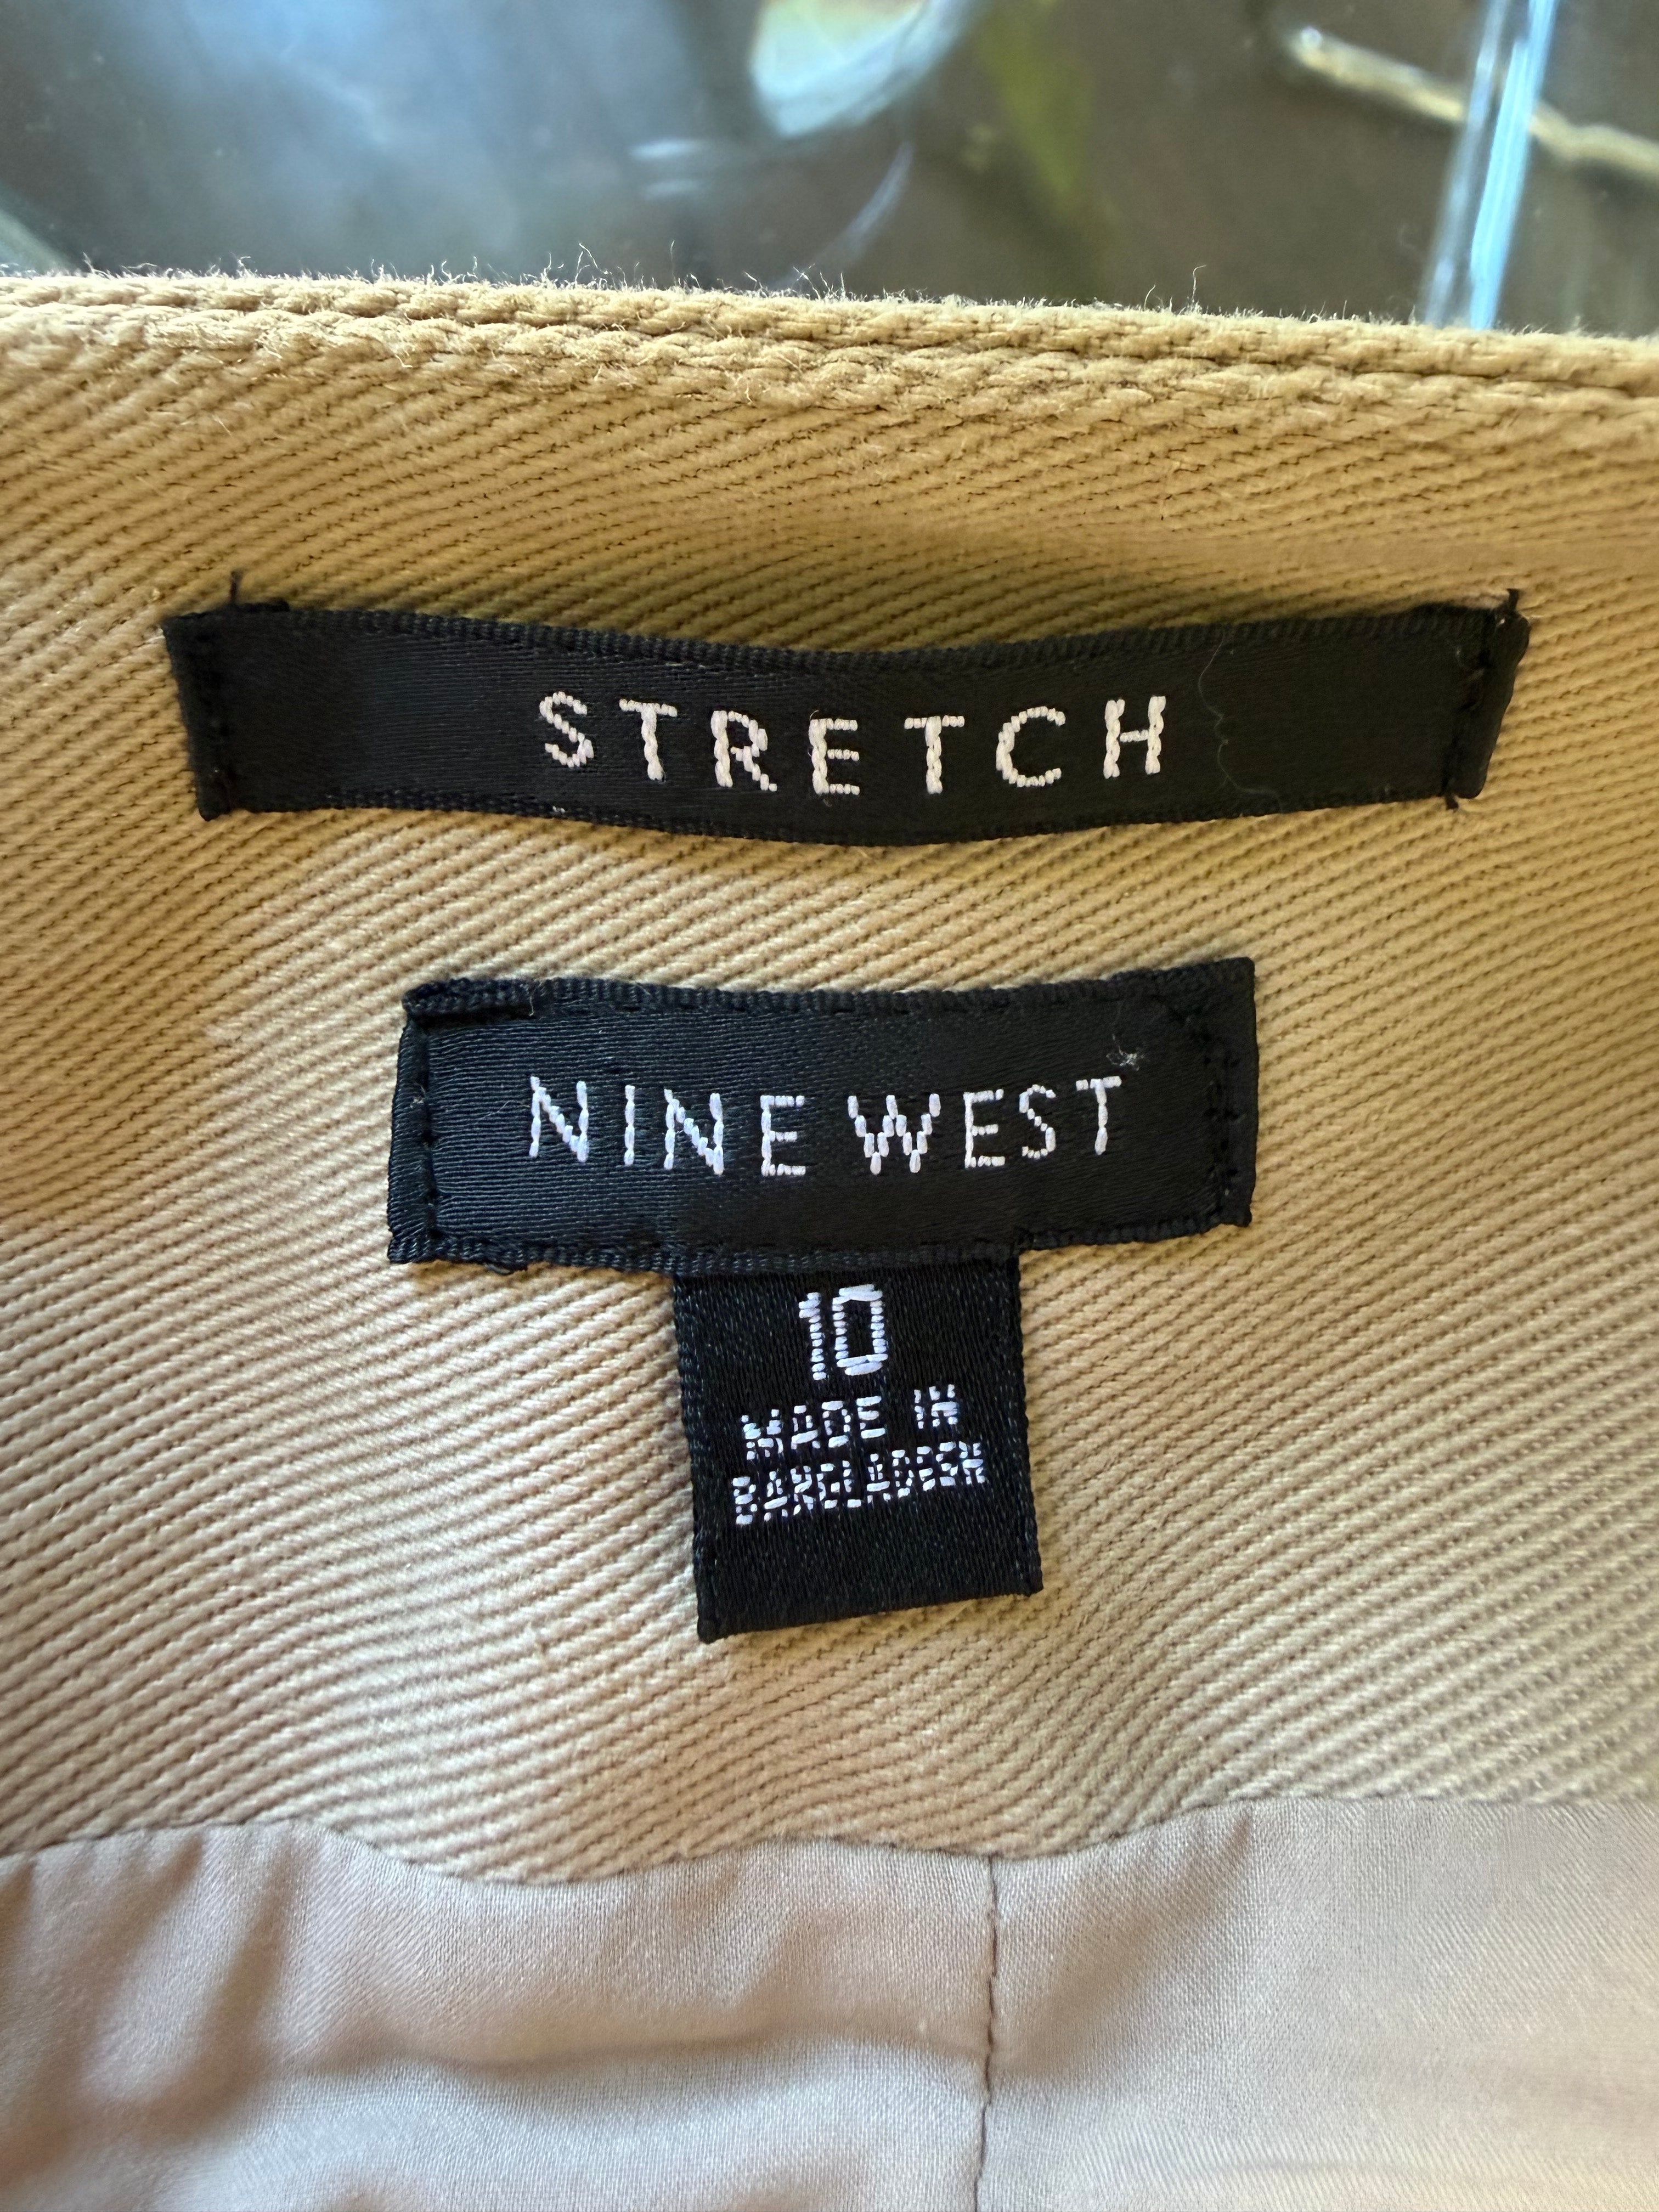 STRETCH
NINE WEST
10
MADE IN
BANGLADESH